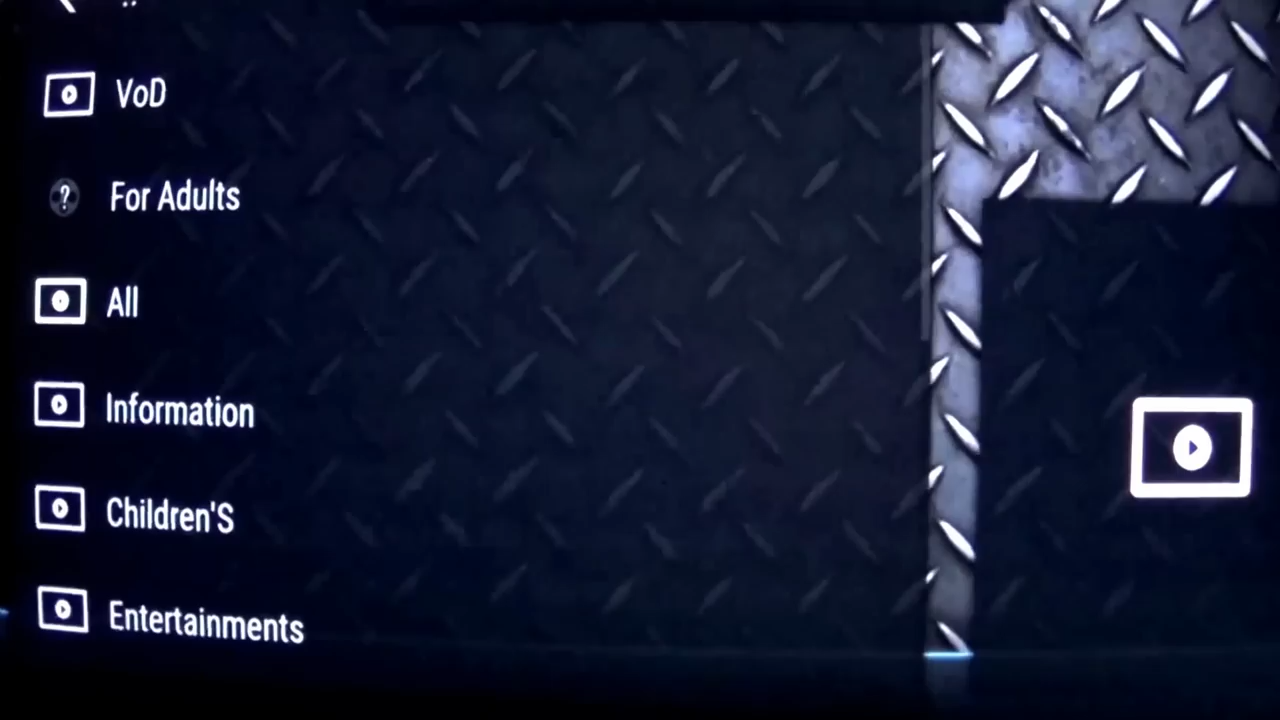 ..
VoD
For Adults
All
Information
Children'S
Entertainments